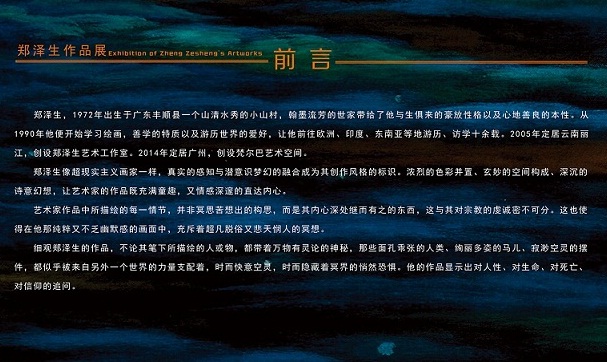 郑泽生作品展 Exhibition of Zheng Zesheng's Artworks 前言
郑泽生，1972年出生于广东丰顺县一个山清水秀的小山村，翰墨流芳的世家带给了他与生俱来的豪放性格以及心地善良的本性。从
1990年他便开始学习绘画，善学的特质以及游历世界的爱好，让他前往欧洲、印度、东南亚等地游历、访学十余载。2005年定居云南丽
江，创设郑泽生艺术工作室。2014年定居广州，创设梵尔巴艺术空间。
郑泽生像超现实主义画家一样，真实的感知与潜意识梦幻的融合成为其创作风格的标识。浓烈的色彩并置、玄妙的空间构成、深沉的
诗意幻想，让艺术家的作品既充满童趣，又情感深邃的直达内心。
艺术家作品中所描绘的每一情节，并非冥思苦想出的构思，而是其内心深处继而有之的东西，这与其对宗教的虔诚密不可分。这也使
得在他那纯粹又不乏幽默感的画面中，充斥着超凡脱俗又悲天悯人的冥想。
细观郑泽生的作品，不论其笔下所描绘的人或物，都带着万物有灵论的神秘，那些面孔乖张的人类、绚丽多姿的马儿、寂渺空灵的摆
件，都似乎被来自另外一个世界的力量支配着，时而快意空灵，时而隐藏着冥界的悄然恐惧。他的作品显示出对人性、对生命、对死亡、
对信仰的追问。